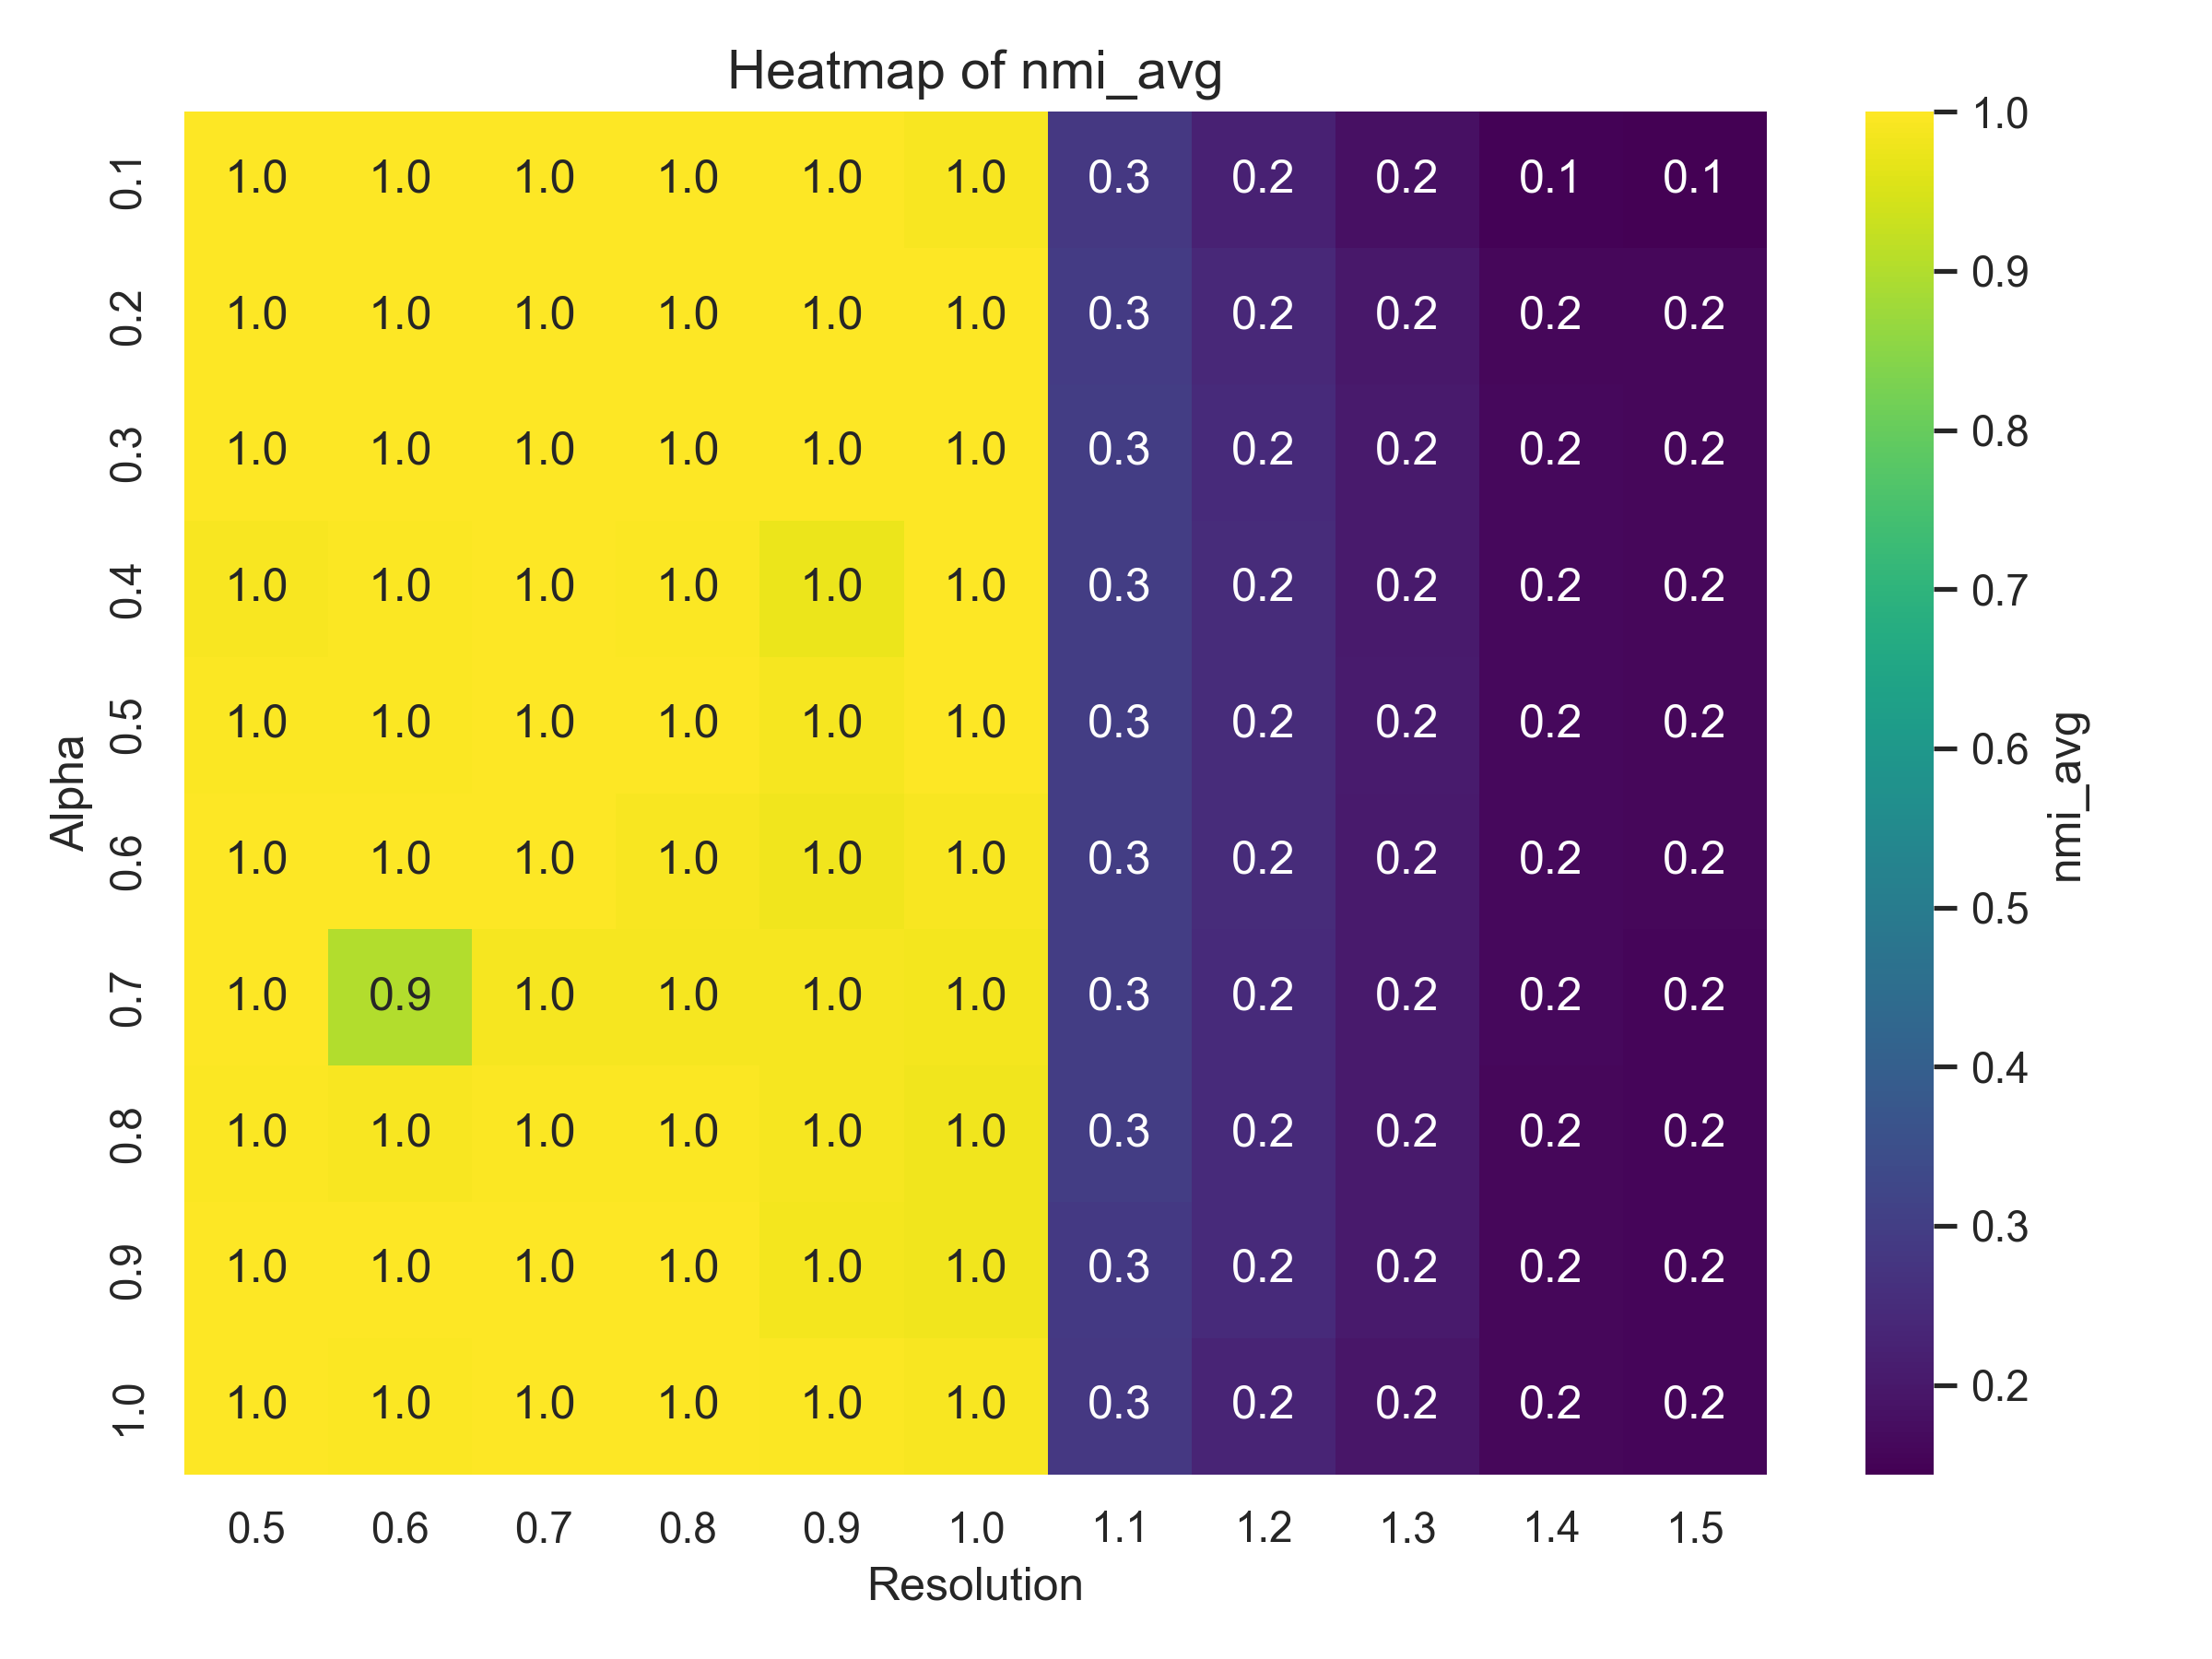 Heatmap of nmi_avg
0.1 1.0 1.0 1.0 1.0 1.0 1.0 0.3 0.2 0.2 0.1 0.1
0.2 1.0 1.0 1.0 1.0 1.0 1.0 0.3 0.2 0.2 0.2 0.2
0.3 1.0 1.0 1.0 1.0 1.0 1.0 0.3 0.2 0.2 0.2 0.2
0.4 1.0 1.0 1.0 1.0 1.0 1.0 0.3 0.2 0.2 0.2 0.2
0.5 1.0 1.0 1.0 1.0 1.0 1.0 0.3 0.2 0.2 0.2 0.2
0.6 1.0 1.0 1.0 1.0 1.0 1.0 0.3 0.2 0.2 0.2 0.2
0.7 1.0 0.9 1.0 1.0 1.0 1.0 0.3 0.2 0.2 0.2 0.2
0.8 1.0 1.0 1.0 1.0 1.0 1.0 0.3 0.2 0.2 0.2 0.2
0.9 1.0 1.0 1.0 1.0 1.0 1.0 0.3 0.2 0.2 0.2 0.2
1.0 1.0 1.0 1.0 1.0 1.0 1.0 0.3 0.2 0.2 0.2 0.2
0.5 0.6 0.7 0.8 0.9 1.0 1.1 1.2 1.3 1.4 1.5
Resolution
Alpha
1.0
0.9
0.8
0.7
0.6
0.5
0.4
0.3
0.2
nmi_avg